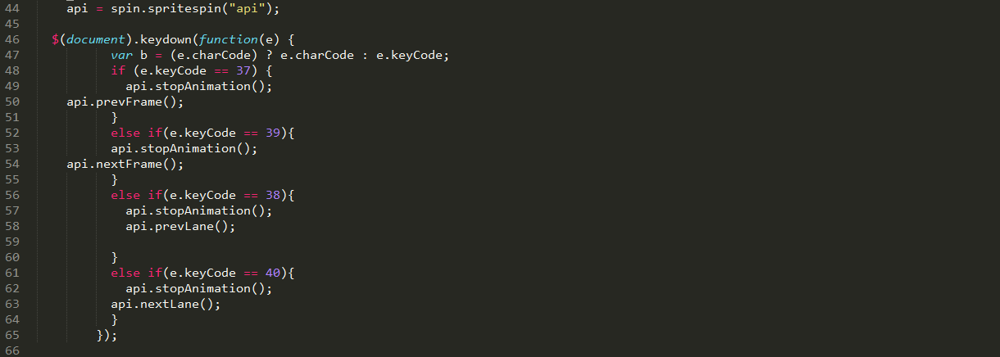 44 api = spin.spritespin("api");
45
46 $(document).keydown(function(e) {
47 var b = (e.charCode) ? e.charCode : e.keyCode;
48 if (e.keyCode == 37) {
49 api.stopAnimation();
50 api.prevFrame();
51 }
52 else if(e.keyCode == 39){
53 api.stopAnimation();
54 api.nextFrame();
55 }
56 else if(e.keyCode == 38){
57 api.stopAnimation();
58 api.prevLane();
59
60 }
61 else if(e.keyCode == 40){
62 api.stopAnimation();
63 api.nextLane();
64 }
65 });
66